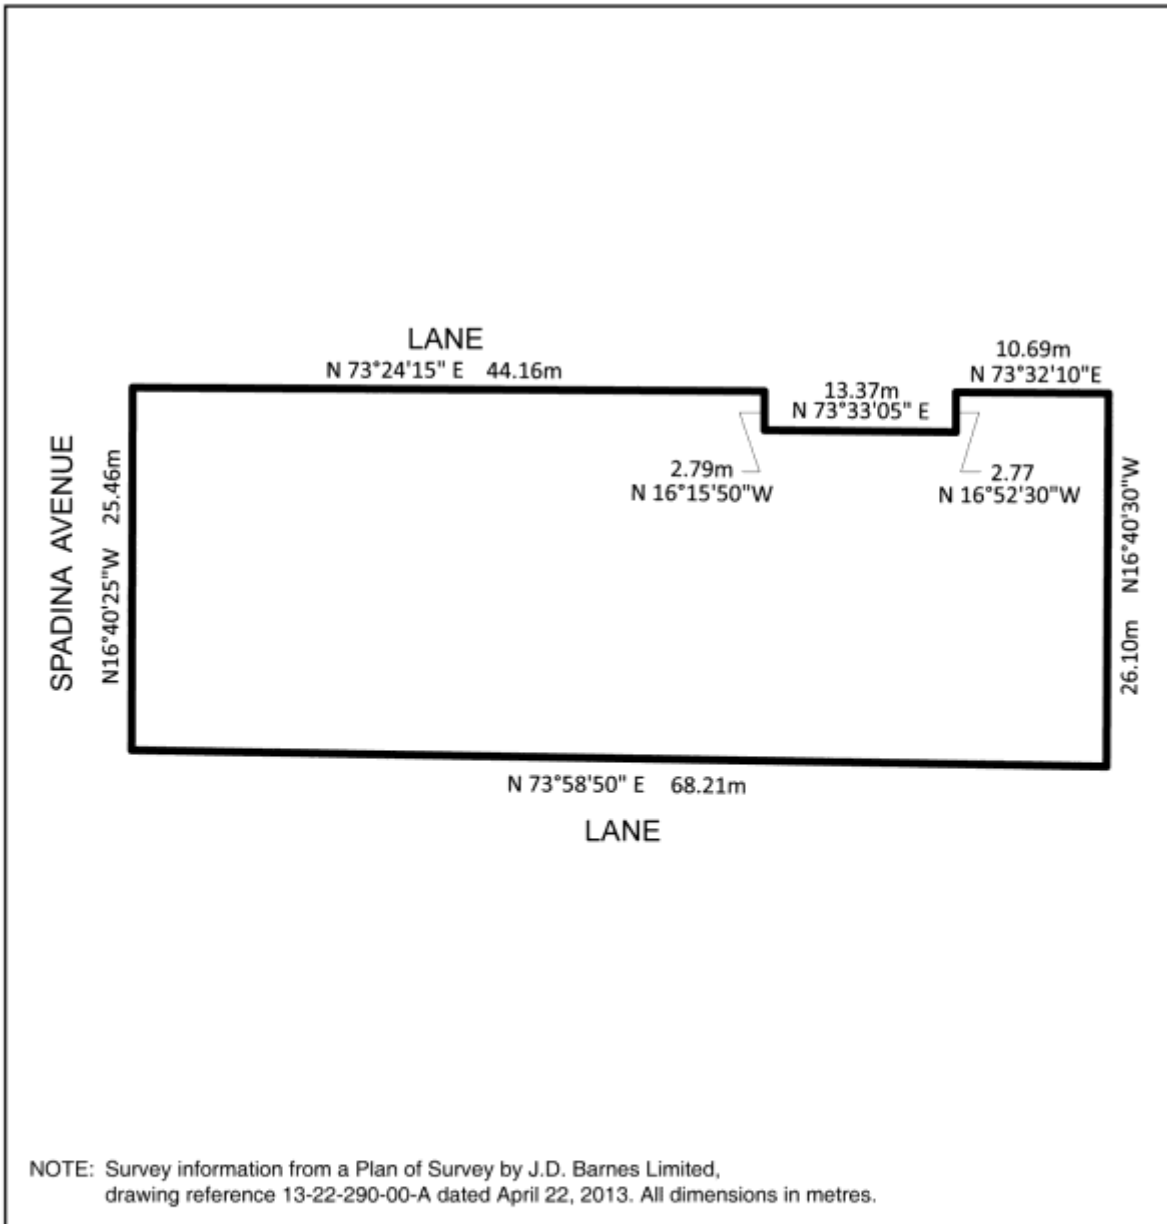 LANE
N 73°24'15" E 44.16m
10.69m
N 73°32'10"E
13.37m
N 73°33'05" E
2.79m
N 16°15'50"W
2.77
N 16°52'30"W
SPADINA AVENUE
N16°40'25"W 25.46m
26.10m N16°40'30"W
N 73°58'50" E 68.21m
LANE
NOTE: Survey information from a Plan of Survey by J.D. Barnes Limited,
drawing reference 13-22-290-00-A dated April 22, 2013. All dimensions in metres.